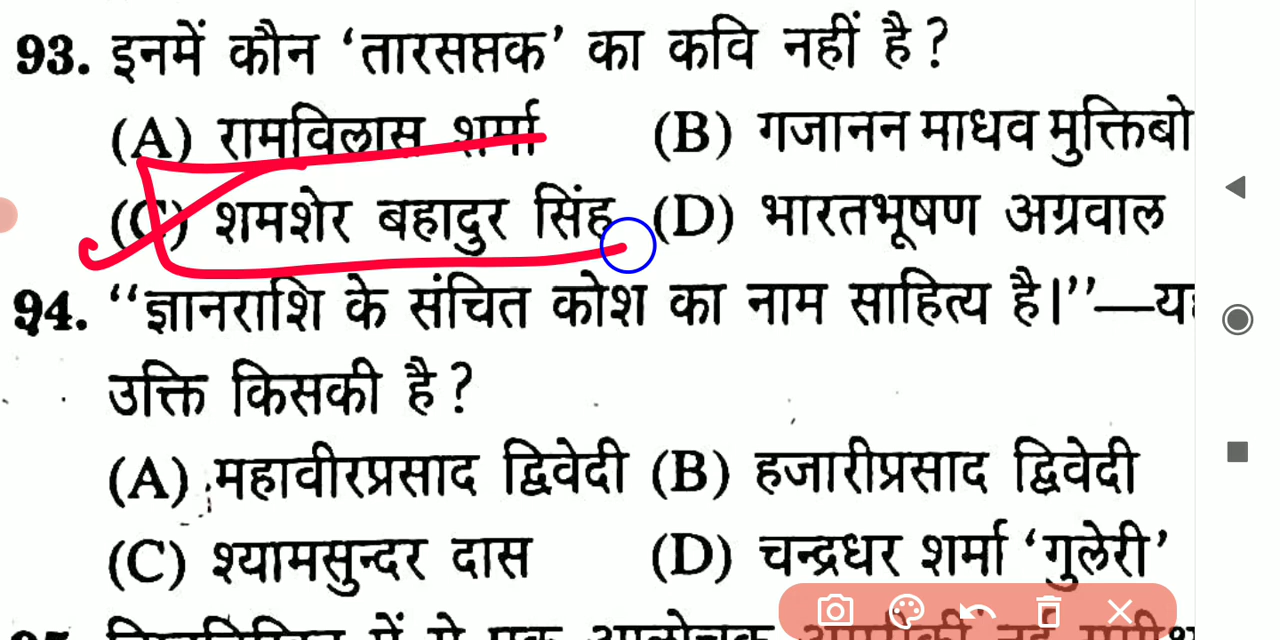 93. इनमें कौन ‘तारसप्तक’ का कवि नहीं है?
(A) रामविलास शर्मा (B) गजानन माधव मुक्तिबो
(C) शमशेर बहादुर सिंह (D) भारतभूषण अग्रवाल
94. “ज्ञानराशि के संचित कोश का नाम साहित्य है।”—य
उक्ति किसकी है?
(A) महावीरप्रसाद द्विवेदी (B) हजारीप्रसाद द्विवेदी
(C) श्यामसुन्दर दास (D) चन्द्रधर शर्मा ‘गुलेरी’